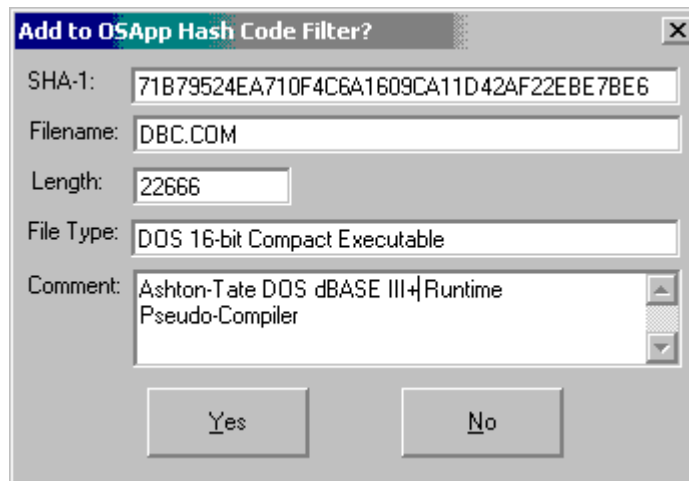 Add to OSApp Hash Code Filter?
SHA-1: 71B79524EA710F4C6A1609CA11D42AF22EBE7BE6
Filename: DBC.COM
Length: 22666
File Type: DOS 16-bit Compact Executable
Comment: Ashton-Tate DOS dBASE III+ Runtime
Pseudo-Compiler
Yes No